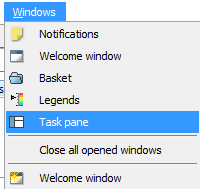 Windows
Notifications
Welcome window
Basket
Legends
Task pane
Close all opened windows
Welcome window